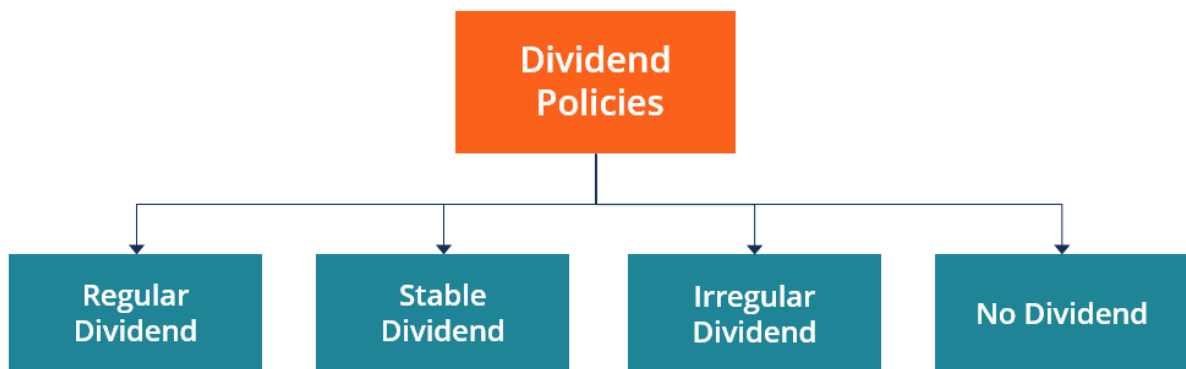 Dividend
Policies
Regular
Dividend
Stable
Dividend
Irregular
Dividend
No Dividend